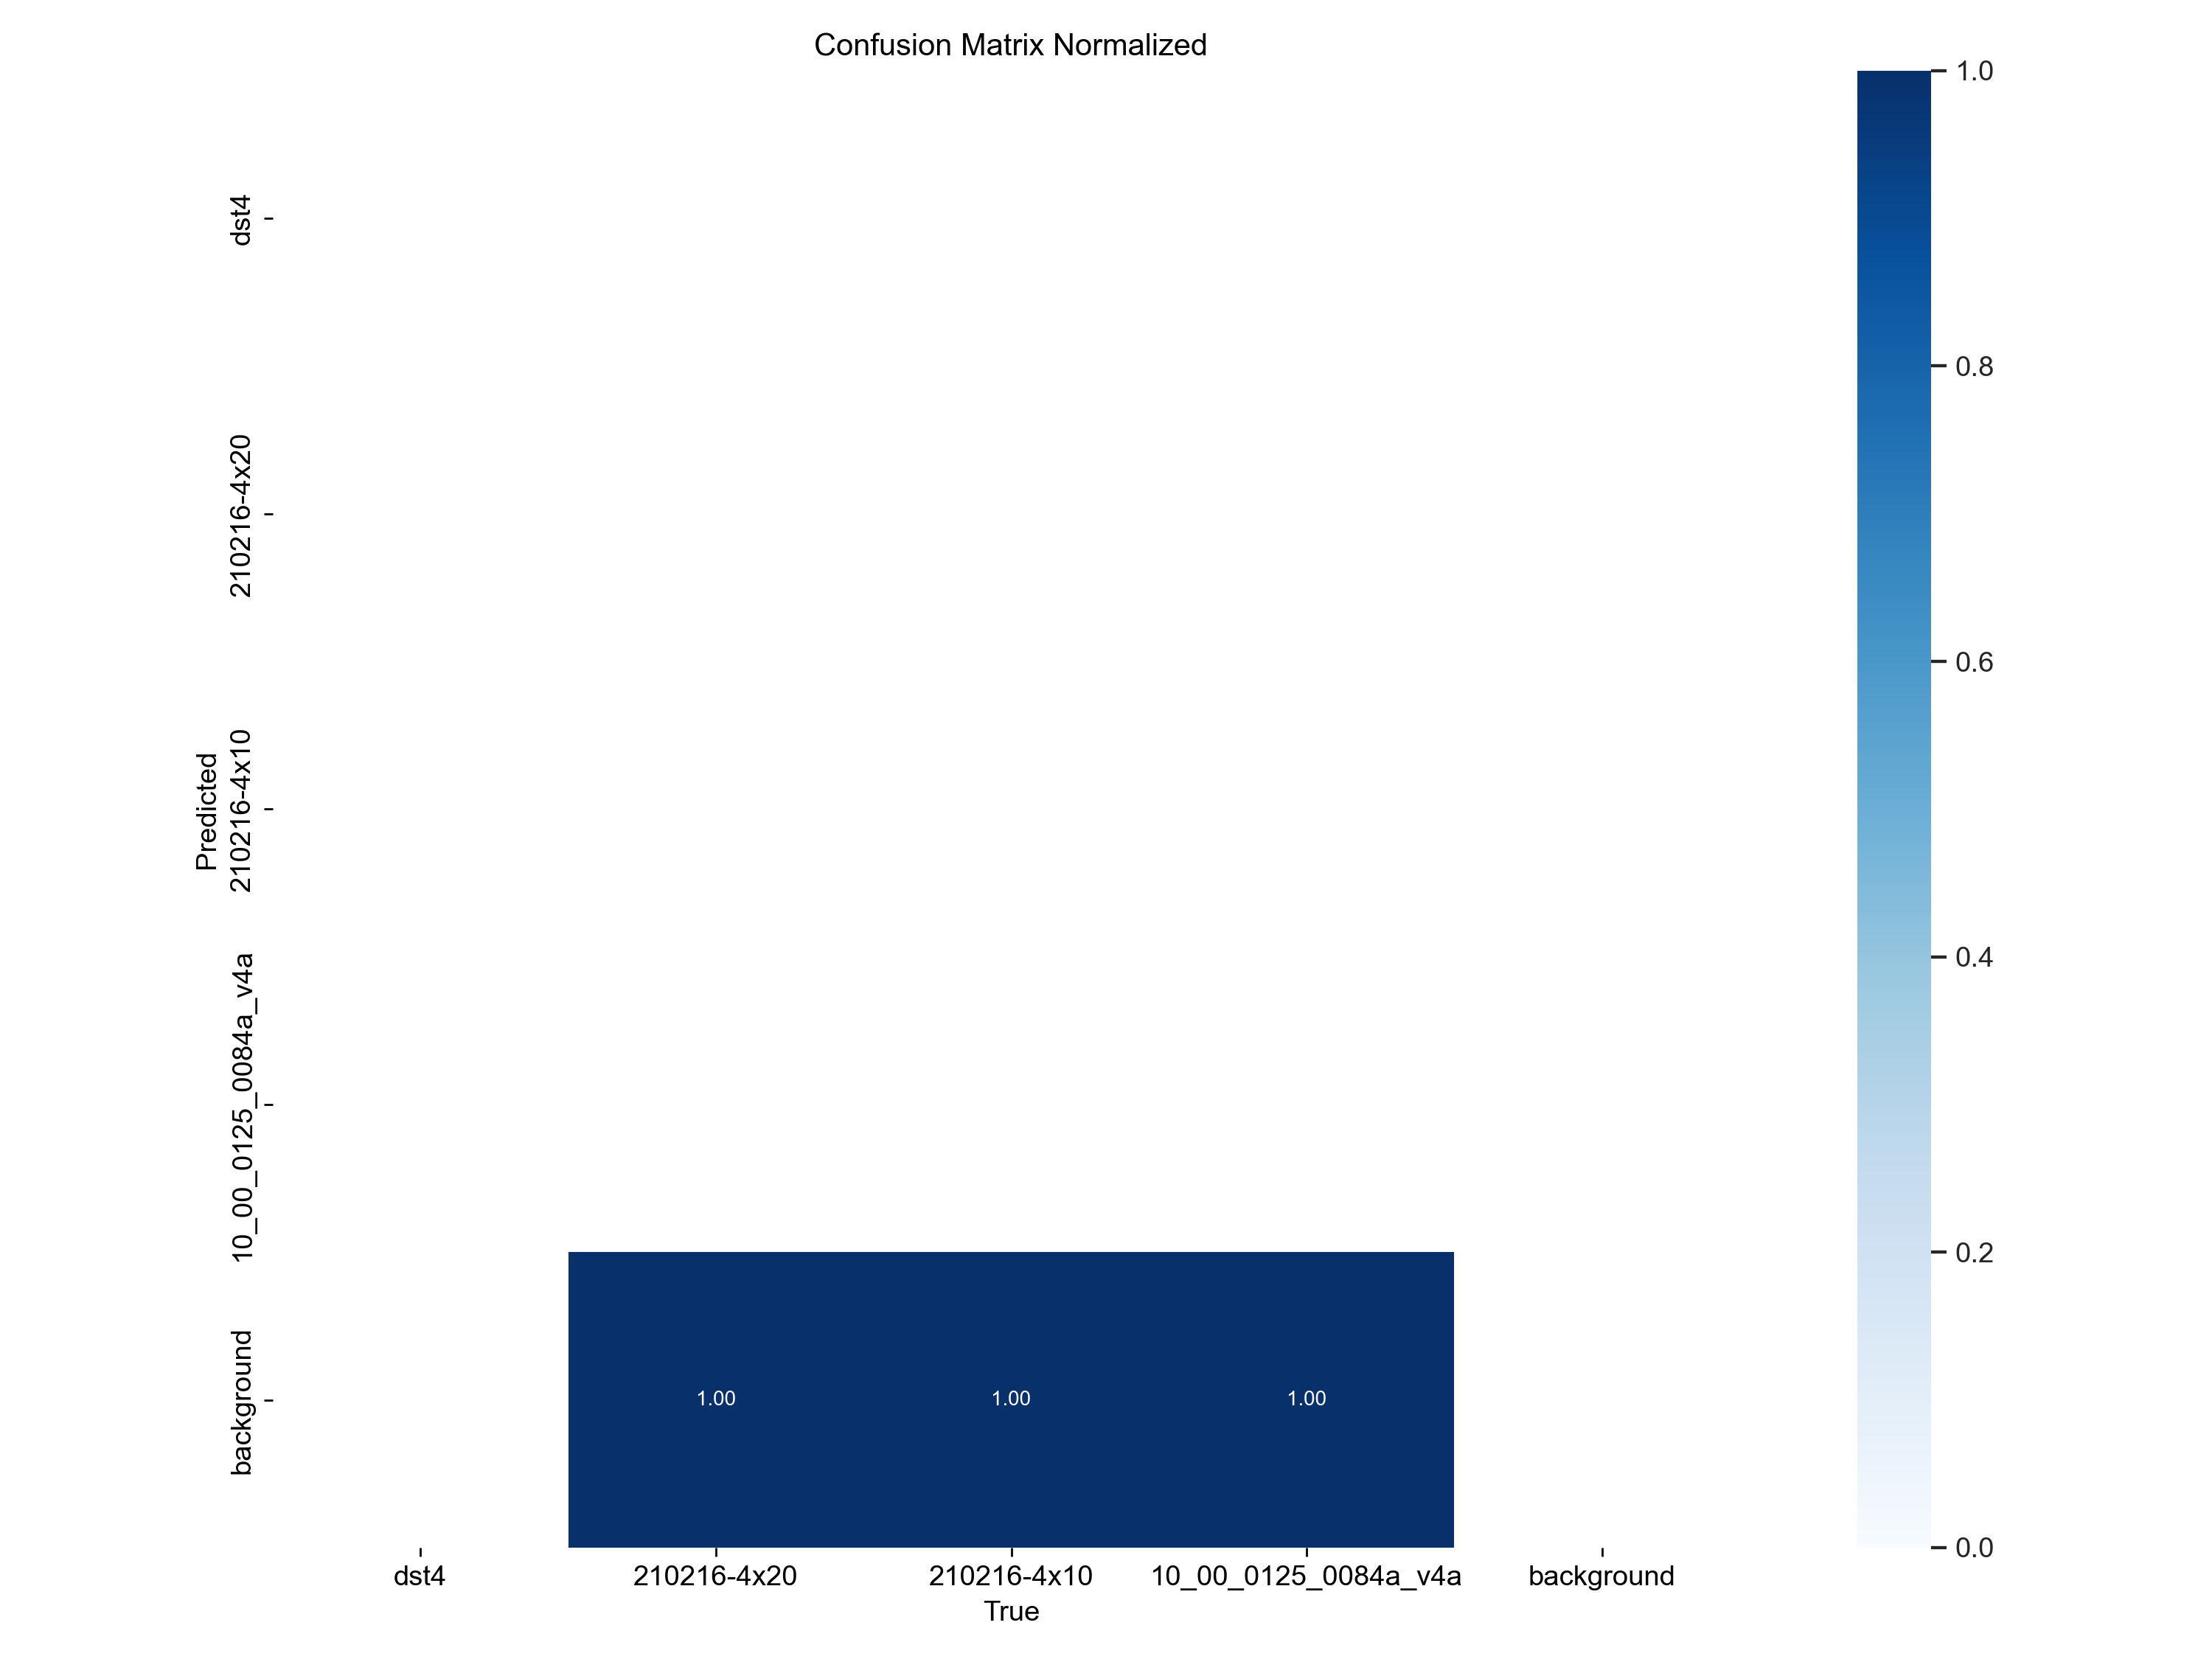 Confusion Matrix Normalized
1.0
0.8
0.6
0.4
0.2
0.0
Predicted
dst4
210216-4x20
210216-4x10
10_00_0125_0084a_v4a
background
1.00 1.00 1.00
dst4 210216-4x20 210216-4x10 10_00_0125_0084a_v4a background
True